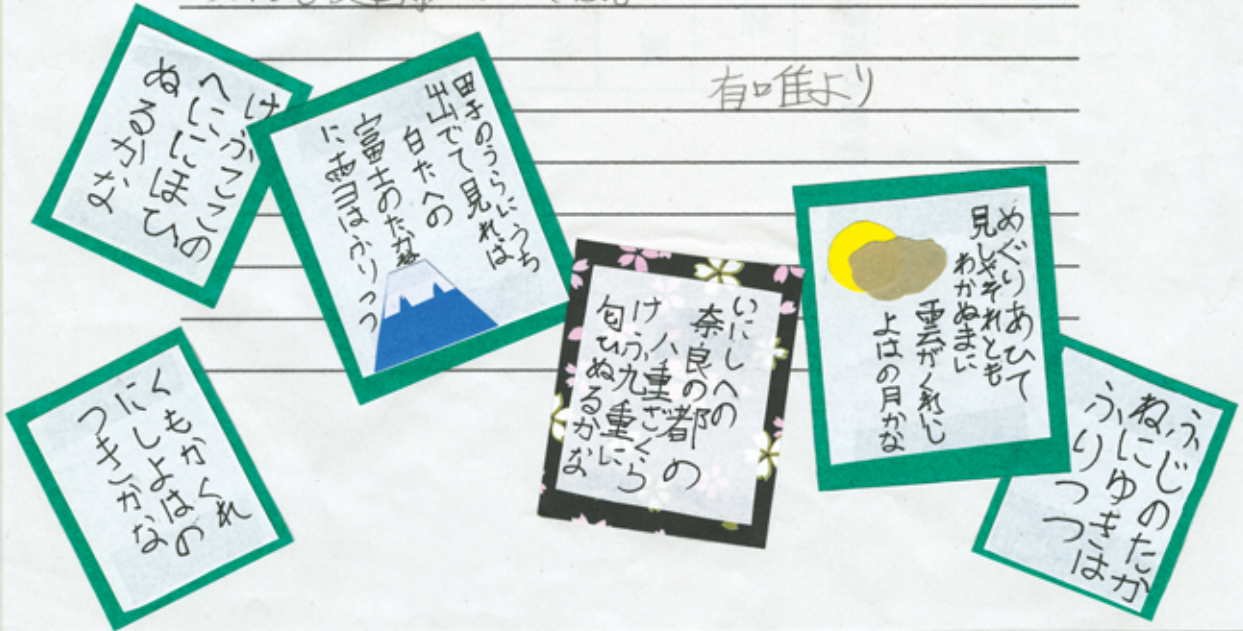 有唯より
けふここの
へににほひ
ぬるかな
田子のうらにうち
出でて見れば
白たへの
富士のたかね
に雪はふりつつ
いにしへの
奈良の都の
八重ざくら
けふ九重に
匂ひぬるかな
めぐりあひて
見しやそれとも
わかぬまに
雲がくれにし
よはの月かな
ふじのたか
ねにゆきは
ふりつつ
くもかくれ
にしよはの
つきかな